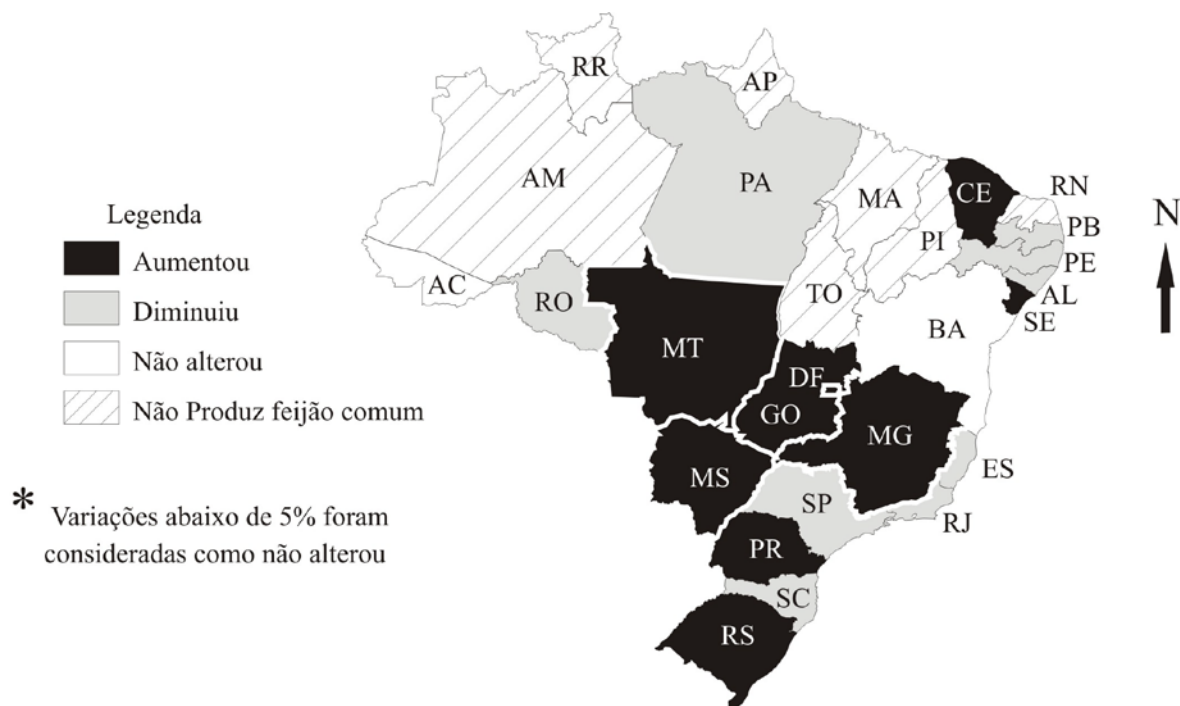 RR
AP
AM
PA
MA
CE
RN
PI
PB
PE
AC
RO
TO
AL
SE
BA
MT
DF
GO
MG
MS
ES
SP
RJ
PR
SC
RS
N
Legenda
Aumentou
Diminuiu
Não alterou
Não Produz feijão comum
* Variações abaixo de 5% foram
consideradas como não alterou